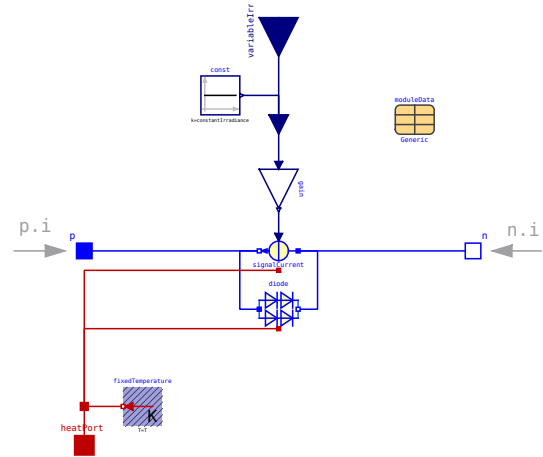 variableIrr
const
k=constantIrradiance
moduleData
Generic
gain
p.i
p
n
n.i
signalCurrent
diode
fixedTemperature
K
T=T
heatPort